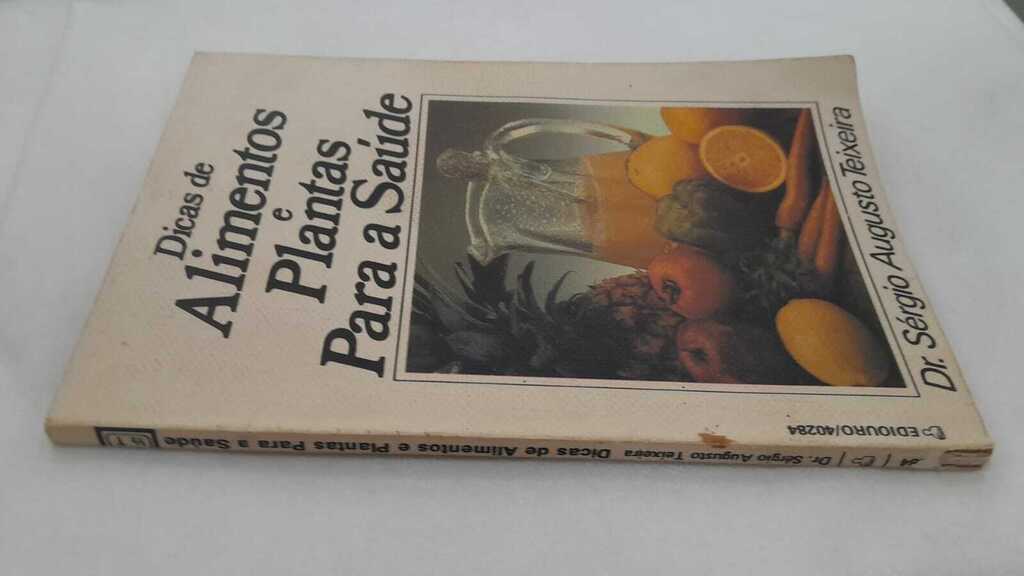 Dicas de
Alimentos
e
Plantas
Para a Saúde
Dr. Sérgio Augusto Teixeira
EDIOURO/40284
Dr. Sérgio Augusto Teixeira Dicas de Alimentos e Plantas Para a Saúde